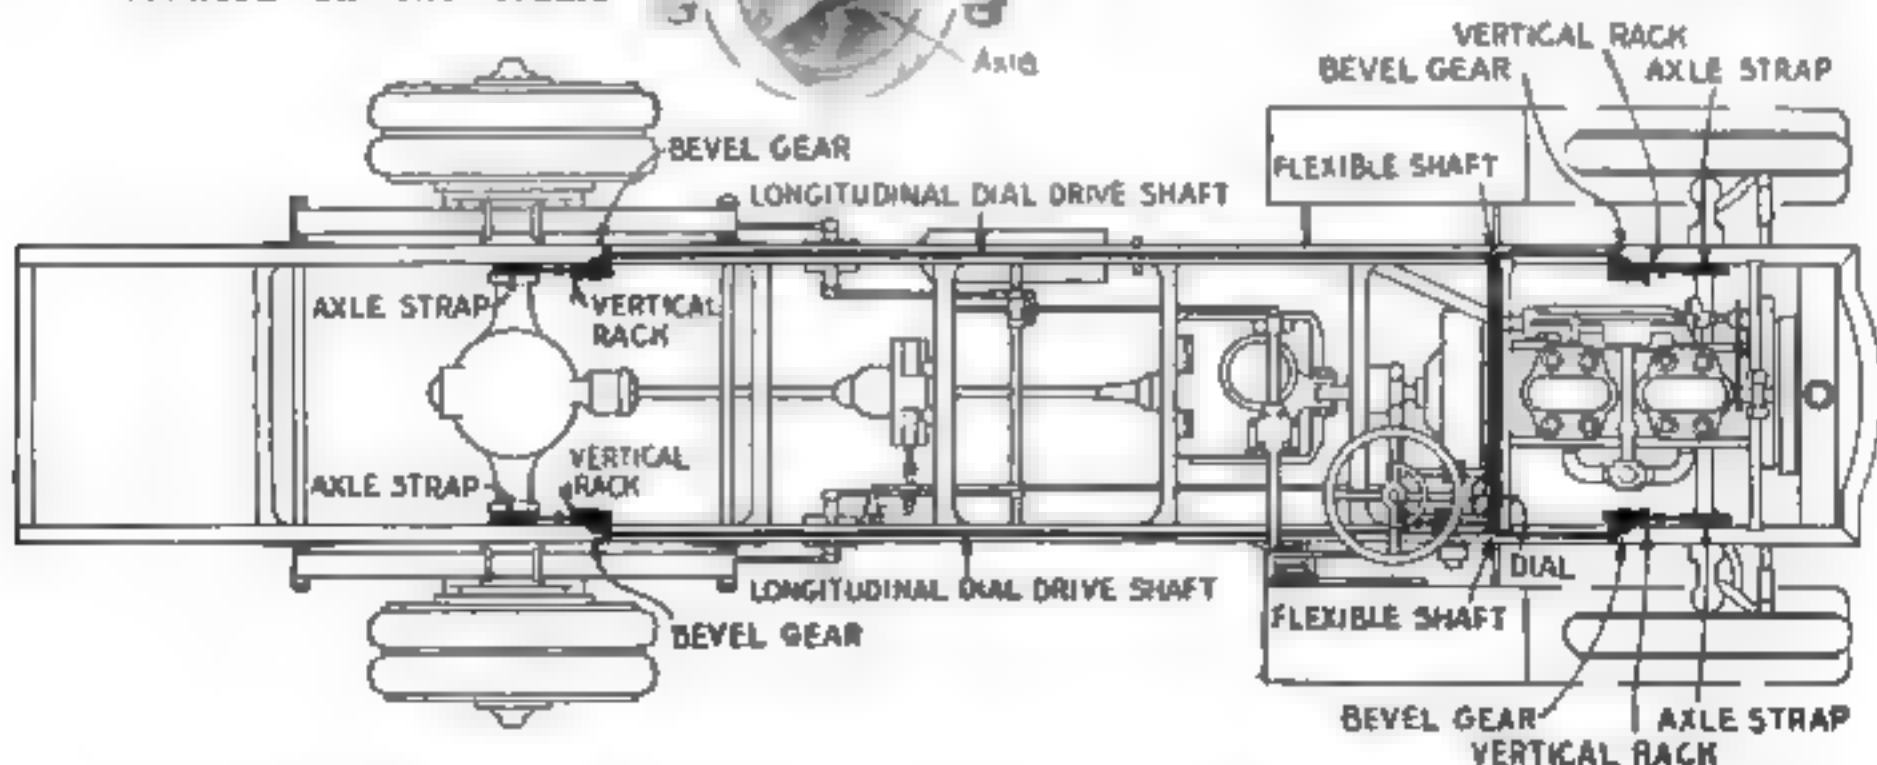 Axle
VERTICAL RACK
BEVEL GEAR
AXLE STRAP
BEVEL GEAR
FLEXIBLE SHAFT
LONGITUDINAL DIAL DRIVE SHAFT
AXLE STRAP
VERTICAL
RACK
VERTICAL
RACK
AXLE STRAP
DIAL
LONGITUDINAL DIAL DRIVE SHAFT
FLEXIBLE SHAFT
BEVEL GEAR
BEVEL GEAR
AXLE STRAP
VERTICAL RACK